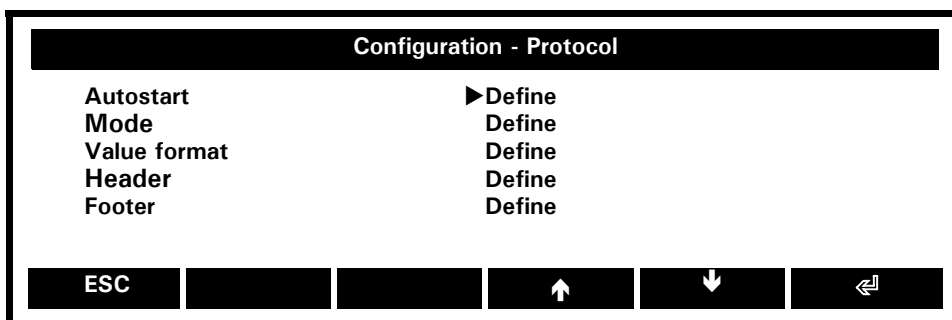 Configuration - Protocol
Autostart ▶Define
Mode Define
Value format Define
Header Define
Footer Define
ESC